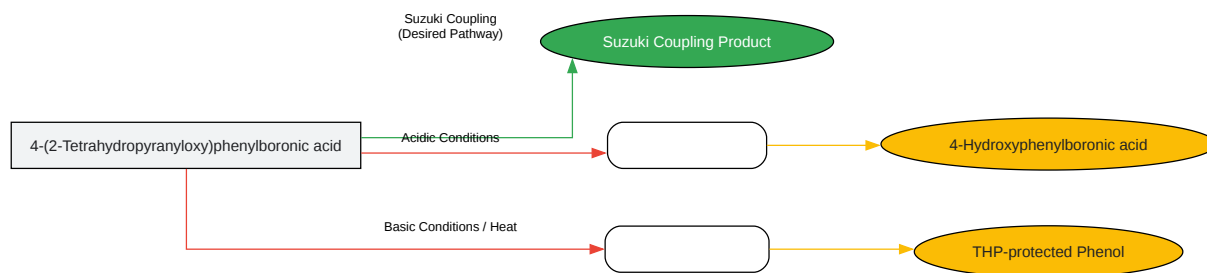 Suzuki Coupling
(Desired Pathway)
Suzuki Coupling Product
4-(2-Tetrahydropyranyloxy)phenylboronic acid
Acidic Conditions
4-Hydroxyphenylboronic acid
Basic Conditions / Heat
THP-protected Phenol